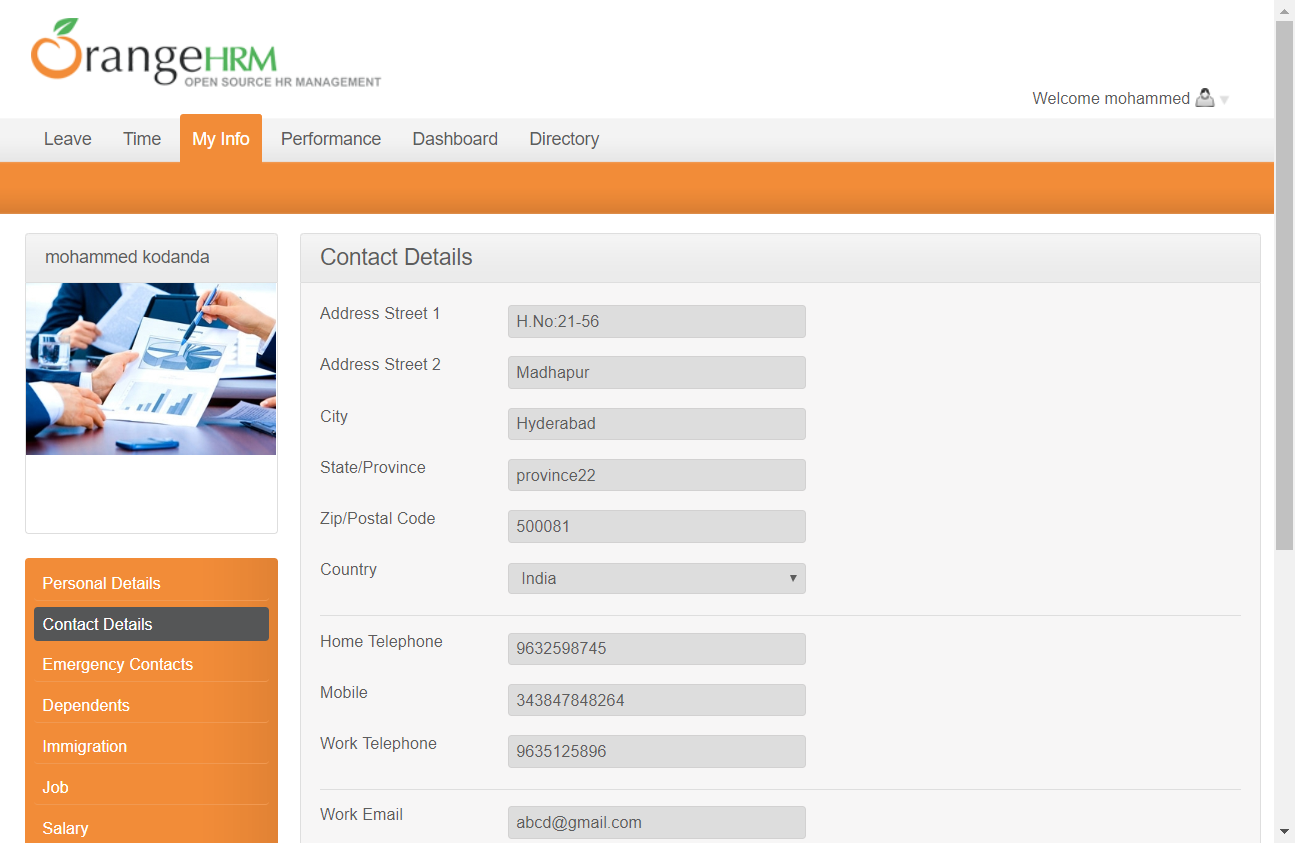 OrangeHRM
OPEN SOURCE HR MANAGEMENT
Welcome mohammed
Leave Time My Info Performance Dashboard Directory
mohammed kodanda
Personal Details
Contact Details
Emergency Contacts
Dependents
Immigration
Job
Salary
Contact Details
Address Street 1 H.No:21-56
Address Street 2 Madhapur
City Hyderabad
State/Province province22
Zip/Postal Code 500081
Country India
Home Telephone 9632598745
Mobile 343847848264
Work Telephone 9635125896
Work Email abcd@gmail.com